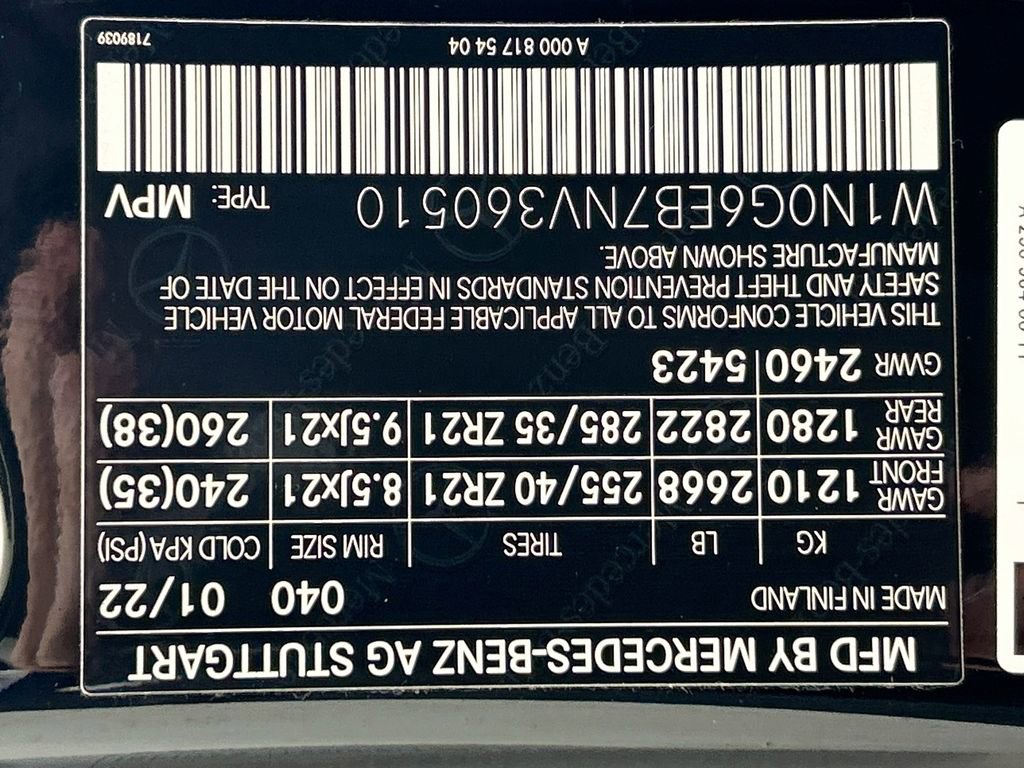 MFD BY MERCEDES-BENZ AG STUTTGART
MADE IN FINLAND 040 01/22
KG LB TIRES RIM SIZE COLD KPA (PSI)
GAWR FRONT 1210 2668 255/40 ZR21 8.5Jx21 240(35)
GAWR REAR 1280 2822 285/35 ZR21 9.5Jx21 260(38)
GVWR 2460 5423
THIS VEHICLE CONFORMS TO ALL APPLICABLE FEDERAL MOTOR VEHICLE
SAFETY AND THEFT PREVENTION STANDARDS IN EFFECT ON THE DATE OF
MANUFACTURE SHOWN ABOVE.
W1N0G6EB7NV360510 TYPE: MPV
A 000 817 54 04 7189039